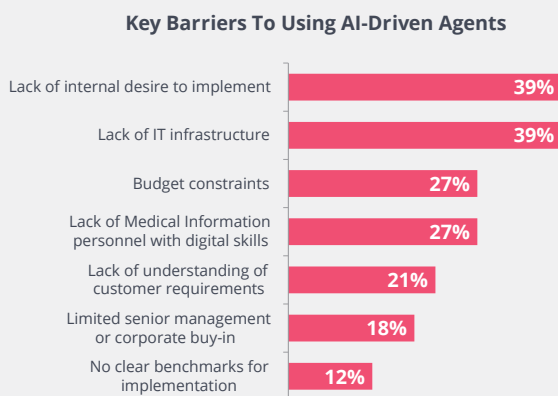 Key Barriers To Using AI-Driven Agents
Lack of internal desire to implement
39%
Lack of IT infrastructure
39%
Budget constraints
27%
Lack of Medical Information
personnel with digital skills
27%
Lack of understanding of
customer requirements
21%
Limited senior management
or corporate buy-in
18%
No clear benchmarks for
implementation
12%